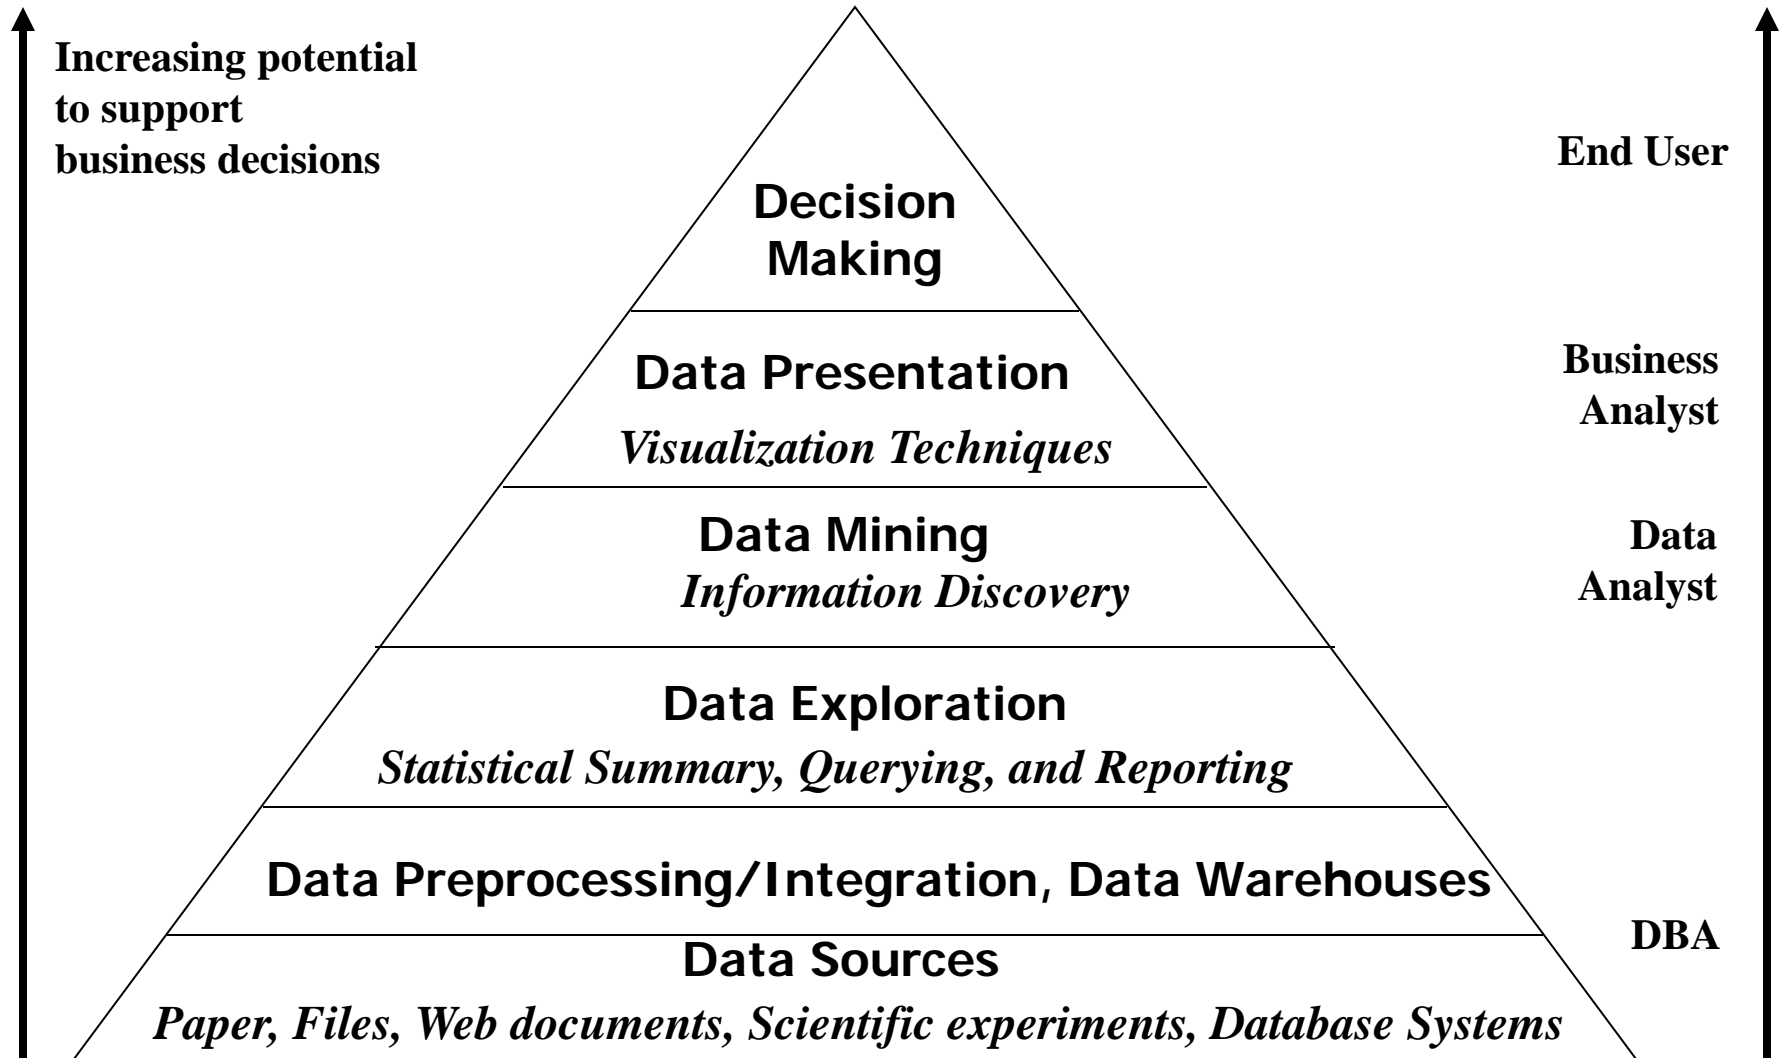 Increasing potential
to support
business decisions
End User
Decision
Making
Data Presentation
Visualization Techniques
Business
Analyst
Data Mining
Information Discovery
Data
Analyst
Data Exploration
Statistical Summary, Querying, and Reporting
Data Preprocessing/Integration, Data Warehouses
DBA
Data Sources
Paper, Files, Web documents, Scientific experiments, Database Systems